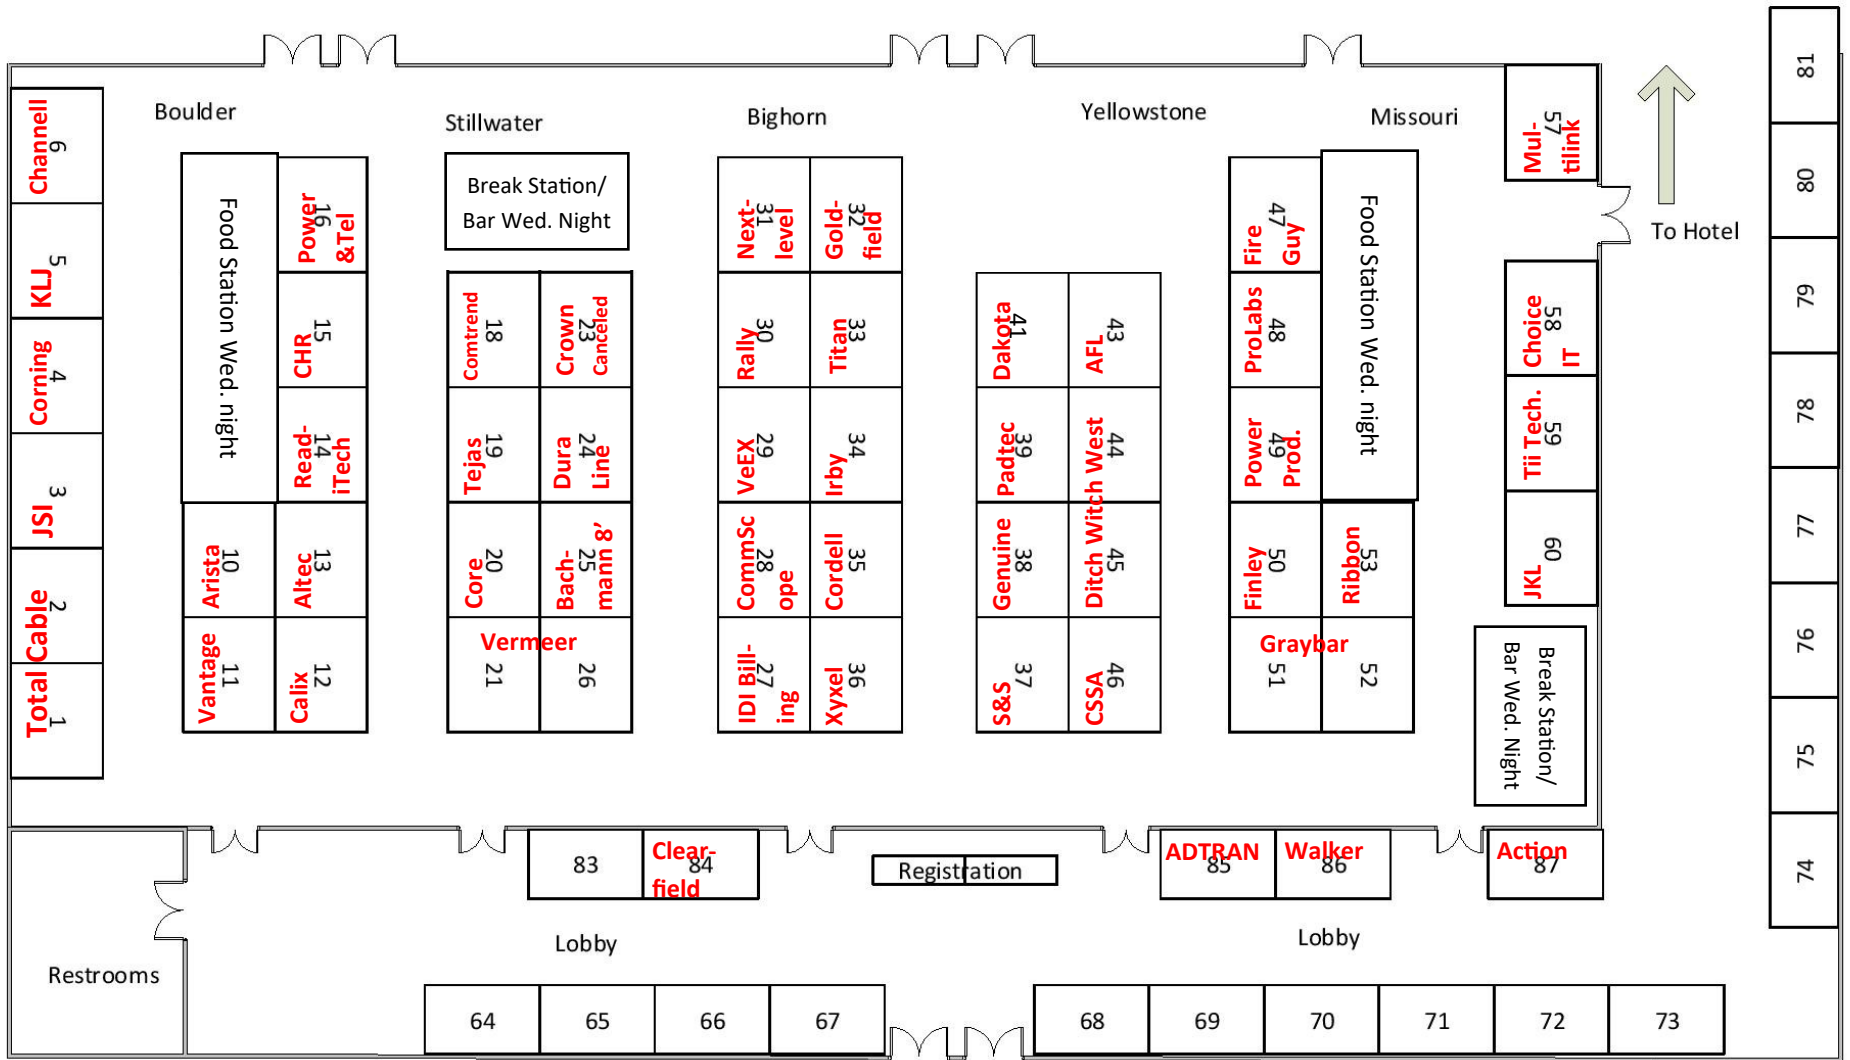 Boulder
Stillwater
Bighorn
Yellowstone
Missouri
To Hotel
6
Channell
5
KLJ
4
Corning
3
JSI
2
1
Total Cable
Food Station Wed. night
16
Power
&Tel
15
CHR
14
Read-
iTech
10
Arista
13
Altec
11
Vantage
12
Calix
Break Station/
Bar Wed. Night
18
Comtrend
23
Crown
Canceled
19
Tejas
24
Dura
Line
20
Core
25
Bach-
mann 8’
Vermeer
21
26
31
Next-
level
32
Gold-
field
30
Rally
33
Titan
29
VeEX
34
Irby
28
CommSc
ope
35
Cordell
27
IDI Bill-
ing
36
Xyxel
41
Dakota
43
AFL
39
Padtec
44
Ditch Witch West
38
Genuine
45
37
S&S
46
CSSA
47
Fire
Guy
48
ProLabs
49
Power
Prod.
Food Station Wed. night
50
Finley
53
Ribbon
Graybar
51
52
57
Mul-
tilink
58
Choice
IT
59
Tii Tech.
60
JKL
Break Station/
Bar Wed. Night
81
80
79
78
77
76
75
74
83
84
Clear-
field
Registration
85
ADTRAN
86
Walker
87
Action
Lobby
Lobby
Restrooms
64
65
66
67
68
69
70
71
72
73